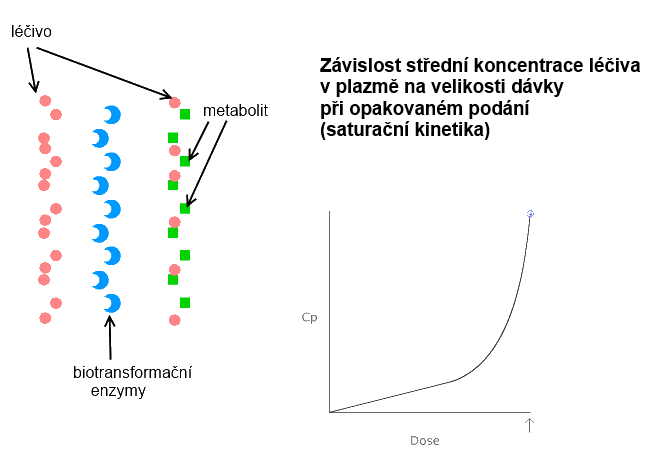 léčivo
Závislost střední koncentrace léčiva
v plazmě na velikosti dávky
při opakovaném podání
(saturační kinetika)
metabolit
Cp
biotransformační
enzymy
Dose